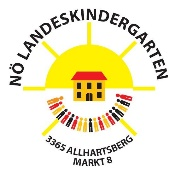 NÖ LANDESKINDERGARTEN
3365 ALLHARTSBERG
MARKT 8